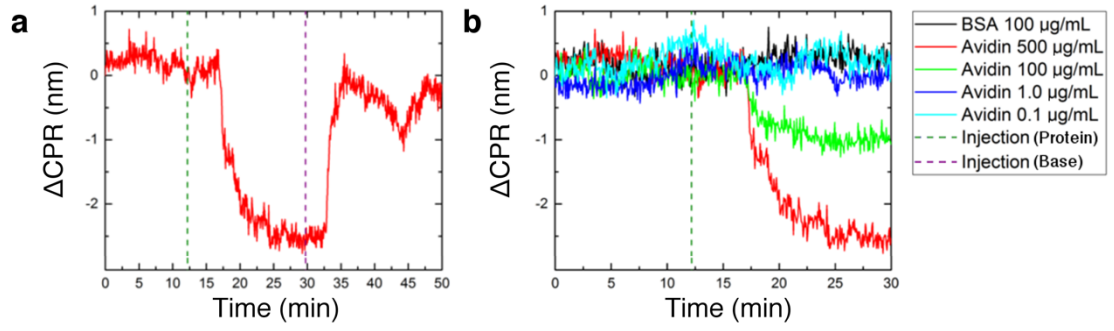 a
1
0
-1
-2
ΔCPR (nm)
0 5 10 15 20 25 30 35 40 45 50
Time (min)
b
1
0
-1
-2
ΔCPR (nm)
0 5 10 15 20 25 30
Time (min)
BSA 100 µg/mL
Avidin 500 µg/mL
Avidin 100 µg/mL
Avidin 1.0 µg/mL
Avidin 0.1 µg/mL
Injection (Protein)
Injection (Base)